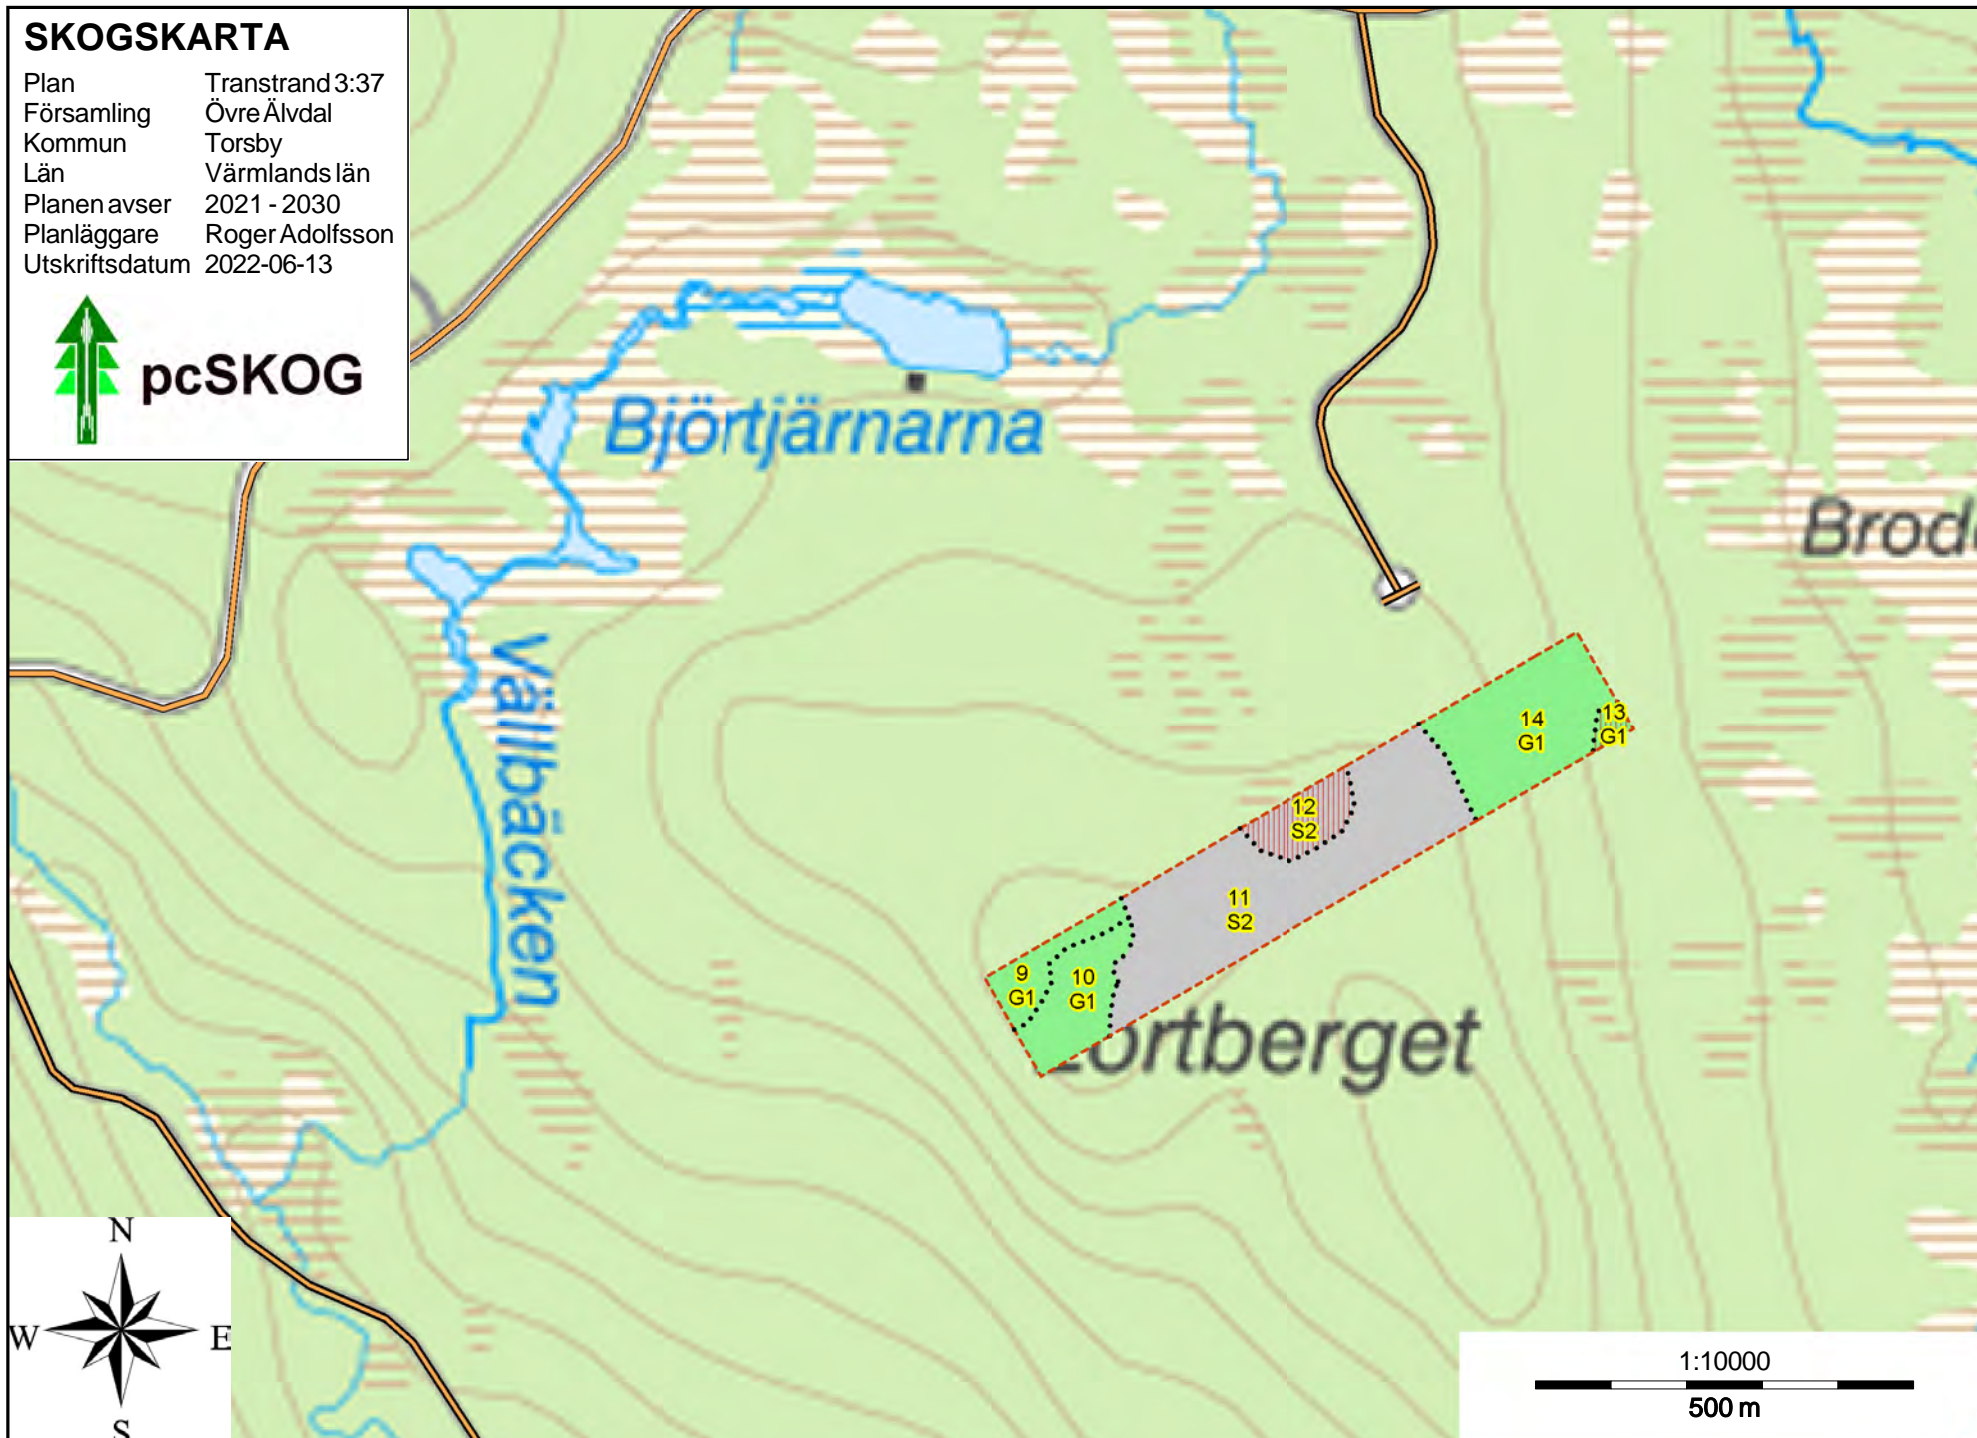 SKOGSKARTA
Plan Transtrand 3:37
Församling Övre Älvdal
Kommun Torsby
Län Värmlands län
Planen avser 2021 - 2030
Planläggare Roger Adolfsson
Utskriftsdatum 2022-06-13
pcSKOG
Björtjärnarna
Brod
Vällbäcken
14
G1
13
G1
12
S2
11
S2
9
G1
10
G1
ortberget
N
W E
S
1:10000
500 m